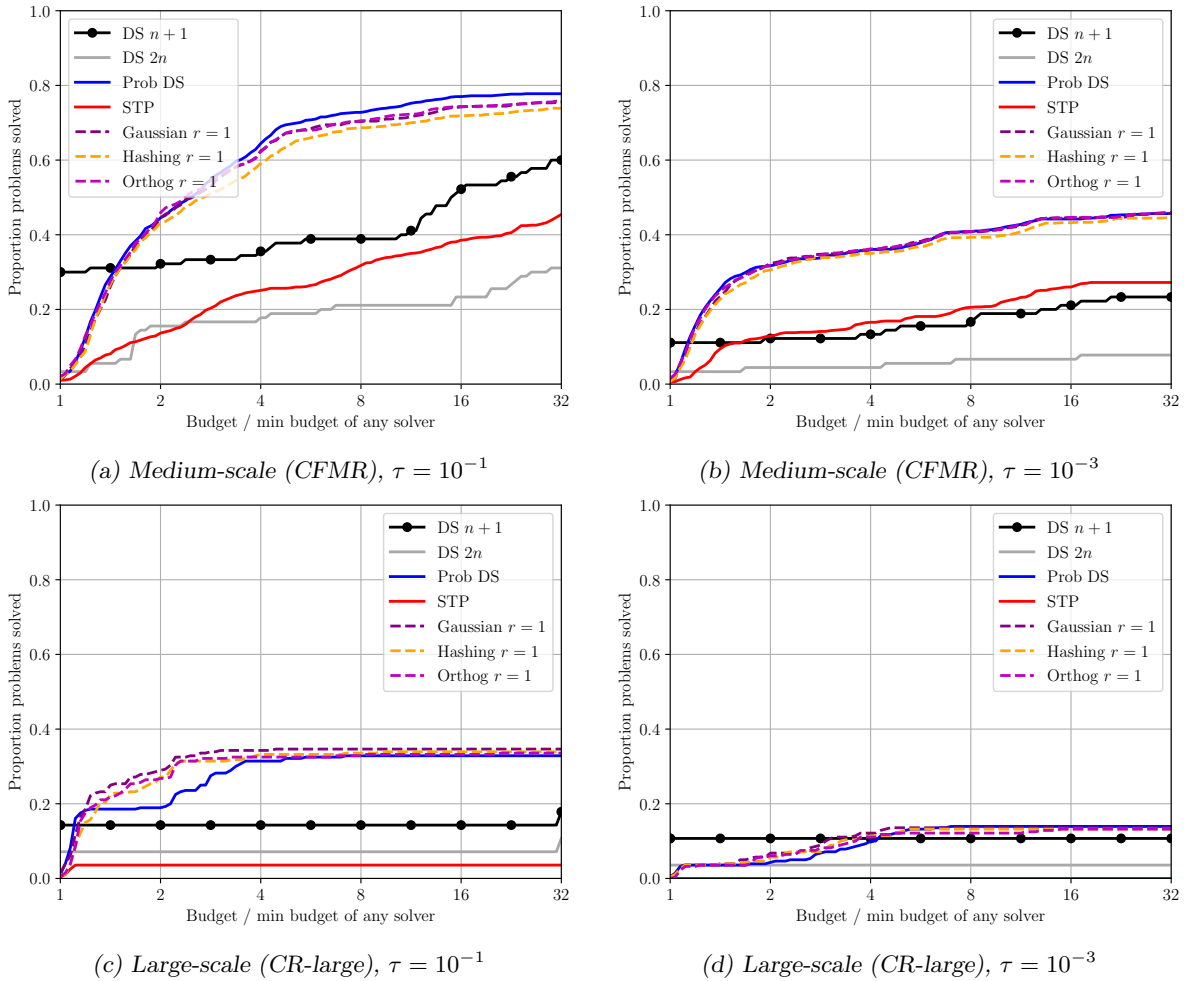 1.0
0.8
0.6
0.4
0.2
0.0
Proportion problems solved
DS n + 1
DS 2n
Prob DS
STP
Gaussian r = 1
Hashing r = 1
Orthog r = 1
1 2 4 8 16 32
Budget / min budget of any solver
(a) Medium-scale (CFMR), τ = 10⁻¹
1.0
0.8
0.6
0.4
0.2
0.0
Proportion problems solved
DS n + 1
DS 2n
Prob DS
STP
Gaussian r = 1
Hashing r = 1
Orthog r = 1
1 2 4 8 16 32
Budget / min budget of any solver
(b) Medium-scale (CFMR), τ = 10⁻³
1.0
0.8
0.6
0.4
0.2
0.0
Proportion problems solved
DS n + 1
DS 2n
Prob DS
STP
Gaussian r = 1
Hashing r = 1
Orthog r = 1
1 2 4 8 16 32
Budget / min budget of any solver
(c) Large-scale (CR-large), τ = 10⁻¹
1.0
0.8
0.6
0.4
0.2
0.0
Proportion problems solved
DS n + 1
DS 2n
Prob DS
STP
Gaussian r = 1
Hashing r = 1
Orthog r = 1
1 2 4 8 16 32
Budget / min budget of any solver
(d) Large-scale (CR-large), τ = 10⁻³